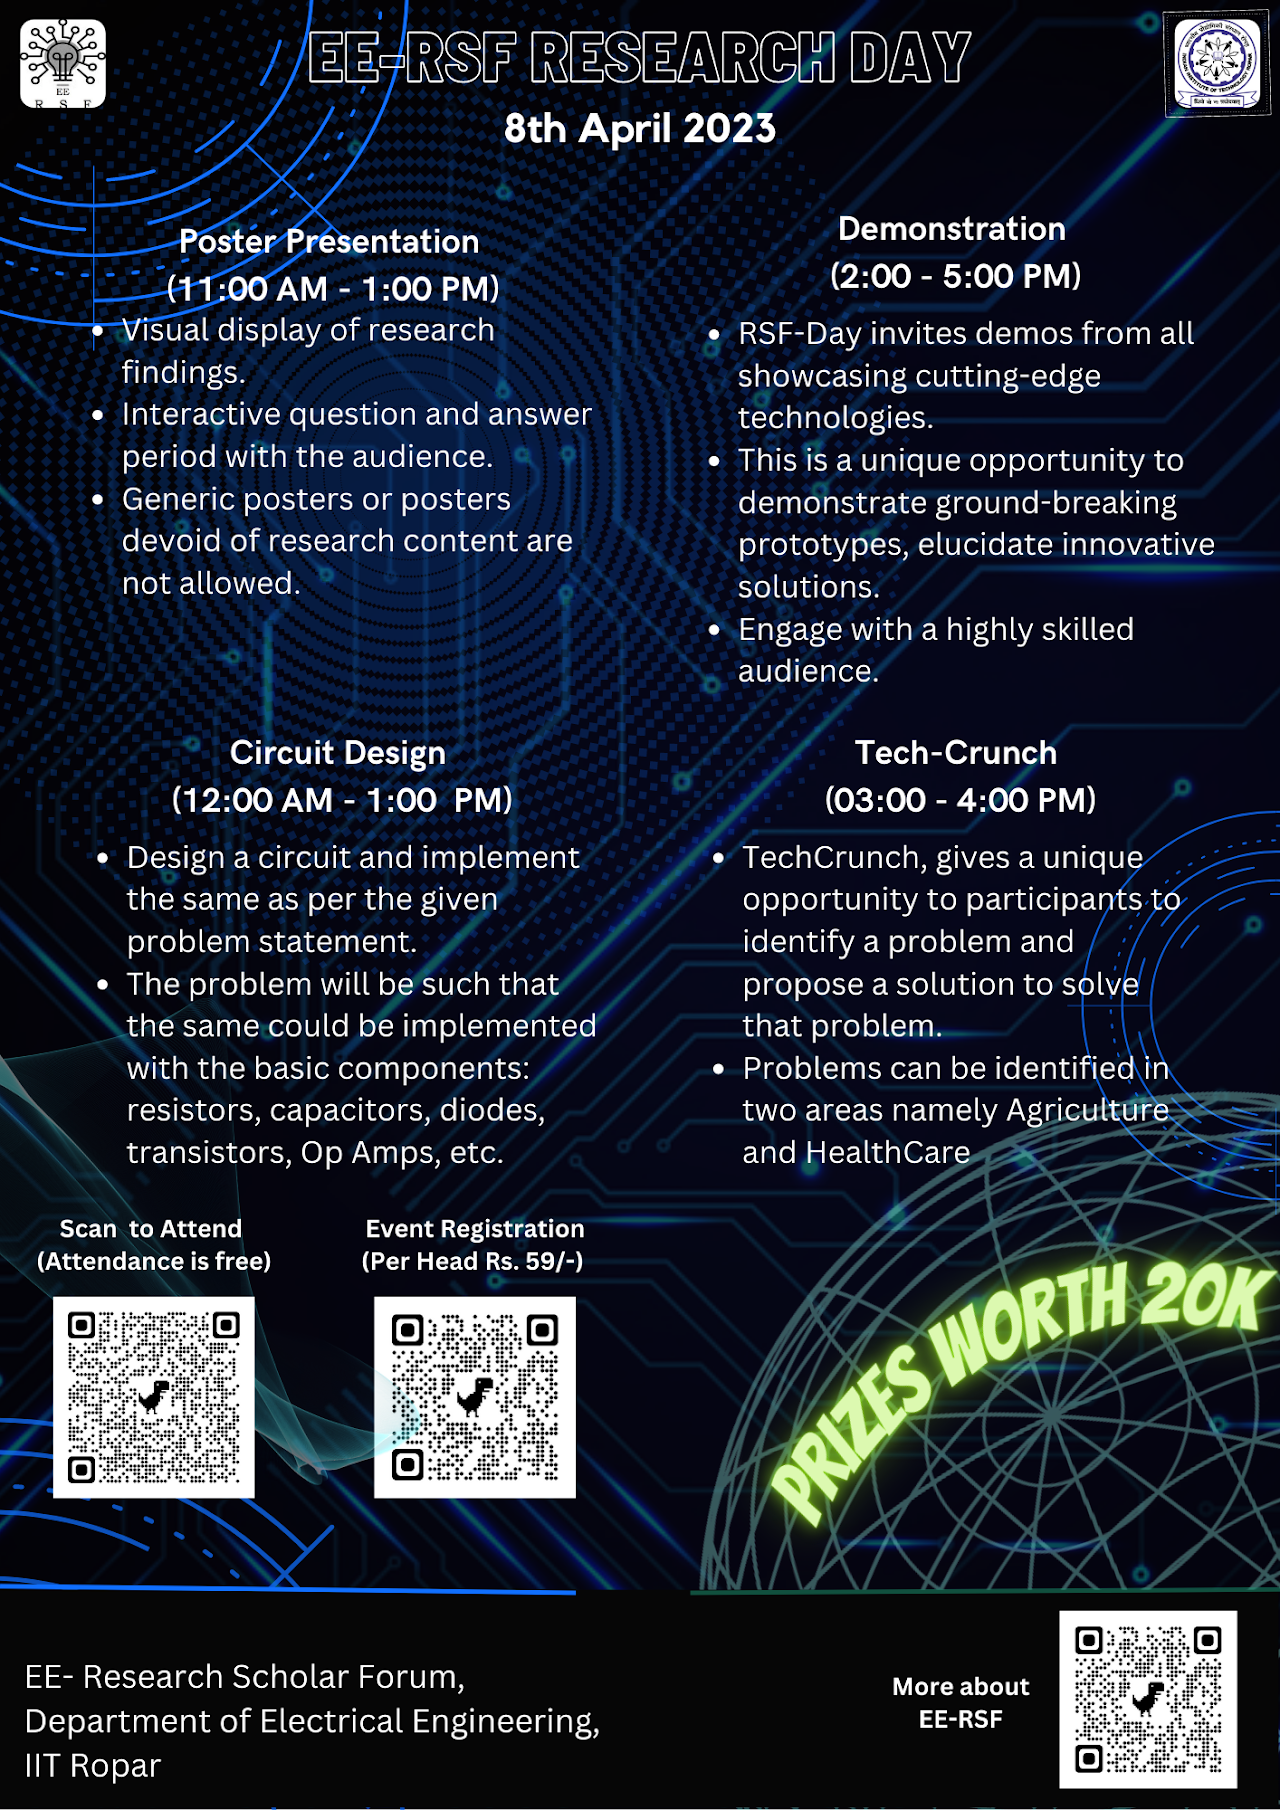 EE-RSF RESEARCH DAY
8th April 2023
EE
R S F
Poster Presentation
(11:00 AM - 1:00 PM)
• Visual display of research
findings.
• Interactive question and answer
period with the audience.
• Generic posters or posters
devoid of research content are
not allowed.
Demonstration
(2:00 - 5:00 PM)
• RSF-Day invites demos from all
showcasing cutting-edge
technologies.
• This is a unique opportunity to
demonstrate ground-breaking
prototypes, elucidate innovative
solutions.
• Engage with a highly skilled
audience.
Circuit Design
(12:00 AM - 1:00 PM)
• Design a circuit and implement
the same as per the given
problem statement.
• The problem will be such that
the same could be implemented
with the basic components:
resistors, capacitors, diodes,
transistors, Op Amps, etc.
Tech-Crunch
(03:00 - 4:00 PM)
• TechCrunch, gives a unique
opportunity to participants to
identify a problem and
propose a solution to solve
that problem.
• Problems can be identified in
two areas namely Agriculture
and HealthCare
Scan to Attend
(Attendance is free)
Event Registration
(Per Head Rs. 59/-)
PRIZES WORTH 20K
EE- Research Scholar Forum,
Department of Electrical Engineering,
IIT Ropar
More about
EE-RSF